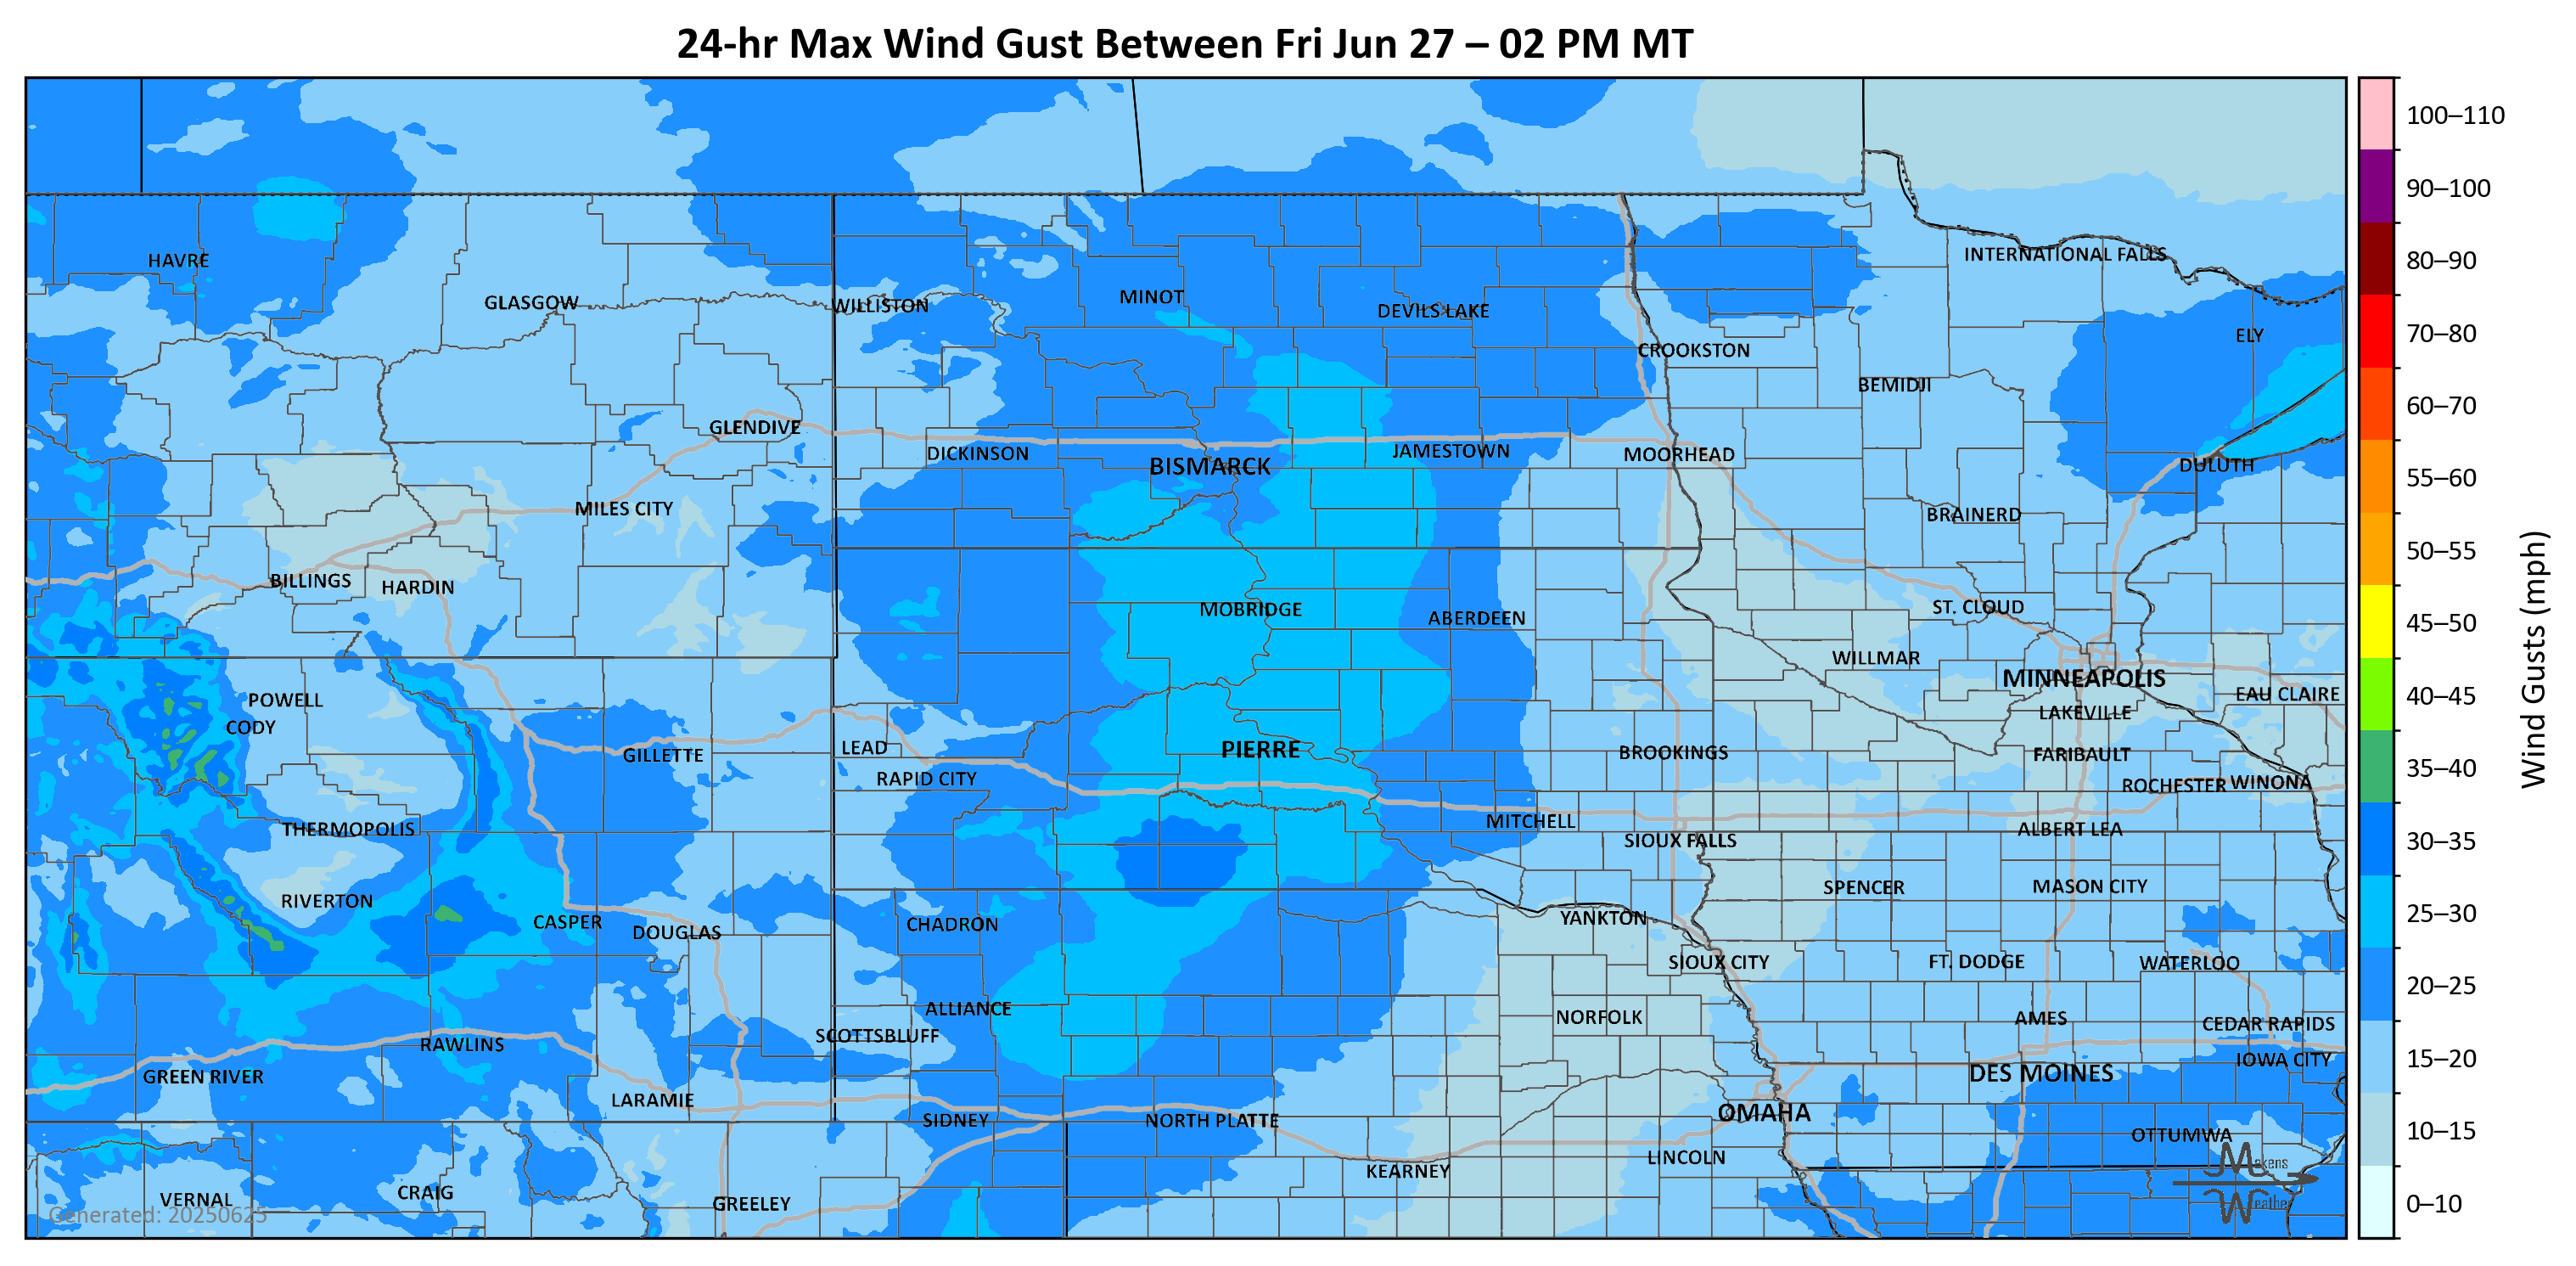 24-hr Max Wind Gust Between Fri Jun 27 – 02 PM MT
100–110
90–100
80–90
70–80
60–70
55–60
50–55
45–50
40–45
35–40
30–35
25–30
20–25
15–20
10–15
0–10
Wind Gusts (mph)
HAVRE
GLASGOW
WILLISTON
MINOT
DEVILS LAKE
INTERNATIONAL FALLS
ELY
CROOKSTON
BEMIDJI
GLENDIVE
DICKINSON
BISMARCK
JAMESTOWN
MOORHEAD
DULUTH
MILES CITY
BRAINERD
BILLINGS
HARDIN
MOBRIDGE
ABERDEEN
ST. CLOUD
WILLMAR
MINNEAPOLIS
EAU CLAIRE
POWELL
CODY
LAKEVILLE
GILLETTE
LEAD
PIERRE
BROOKINGS
FARIBAULT
RAPID CITY
ROCHESTER
WINONA
THERMOPOLIS
MITCHELL
SIOUX FALLS
ALBERT LEA
RIVERTON
SPENCER
MASON CITY
CASPER
DOUGLAS
CHADRON
YANKTON
SIOUX CITY
FT. DODGE
WATERLOO
ALLIANCE
NORFOLK
AMES
CEDAR RAPIDS
SCOTTSBLUFF
RAWLINS
IOWA CITY
GREEN RIVER
DES MOINES
LARAMIE
SIDNEY
NORTH PLATTE
OMAHA
OTTUMWA
KEARNEY
LINCOLN
VERNAL
CRAIG
GREELEY
Generated: 20250625
Makens
Weather